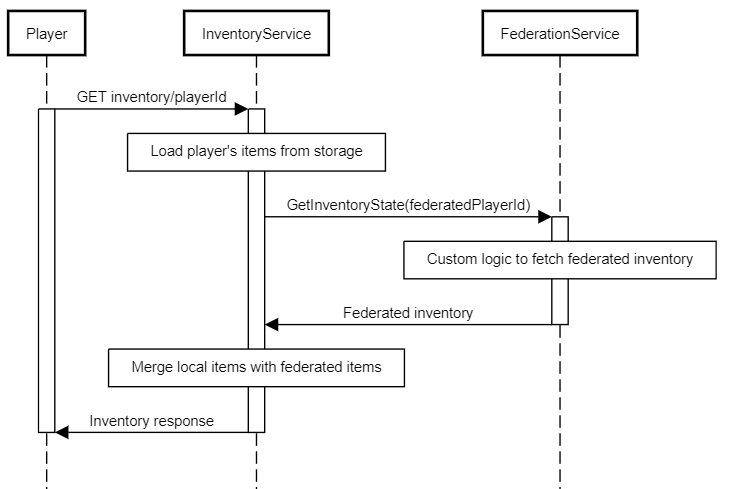 Player
InventoryService
FederationService
GET inventory/playerId
Load player's items from storage
GetInventoryState(federatedPlayerId)
Custom logic to fetch federated inventory
Federated inventory
Merge local items with federated items
Inventory response